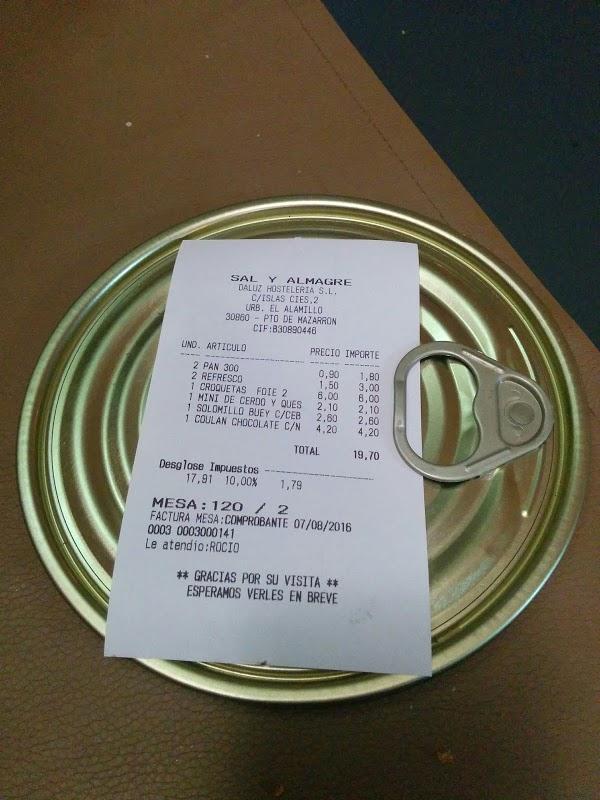 SAL Y ALMAGRE
DALUZ HOSTELERIA S.L,
C/ISLAS CIES,2
URB. EL ALAMILLO
30860 - PTO DE MAZARRON
CIF:B30890446
UND. ARTICULO PRECIO IMPORTE
2 PAN 300 0,90 1,80
2 REFRESCO 1,50 3,00
1 CROQUETAS FOIE 2 6,00 6,00
1 MINI DE CERDO Y QUES 2,10 2,10
1 SOLOMILLO BUEY C/CEB 2,60 2,60
1 COULAN CHOCOLATE C/N 4,20 4,20
TOTAL 19,70
Desglose Impuestos
17,91 10,00% 1,79
MESA:120 / 2
FACTURA MESA:COMPROBANTE 07/08/2016
0003 0003000141
Le atendio:ROCIO
** GRACIAS POR SU VISITA **
ESPERAMOS VERLES EN BREVE